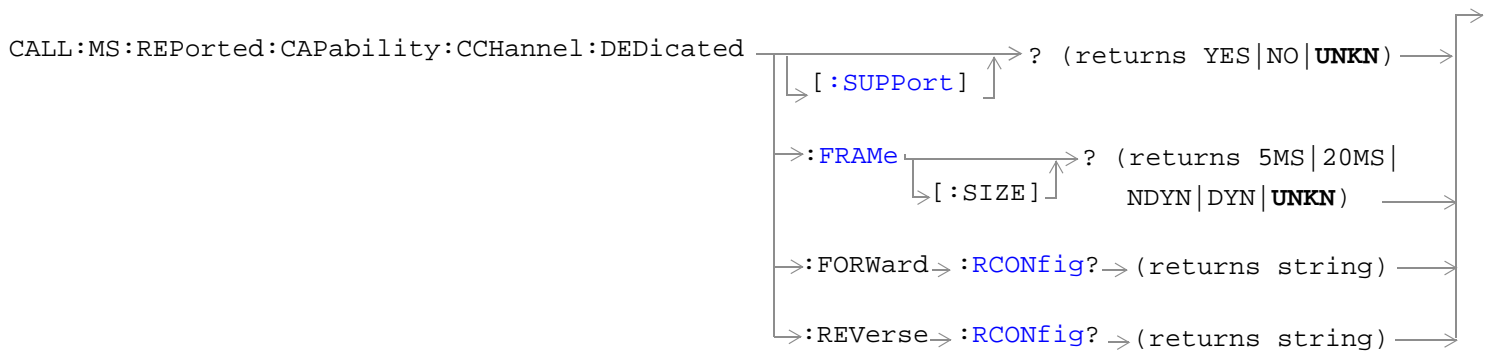 CALL:MS:REPorted:CAPability:CCHannel:DEDicated ? (returns YES|NO|UNKN)
[:SUPPort]
:FRAMe ? (returns 5MS|20MS|
[:SIZE] NDYN|DYN|UNKN)
:FORWard :RCONfig? (returns string)
:REVerse :RCONfig? (returns string)